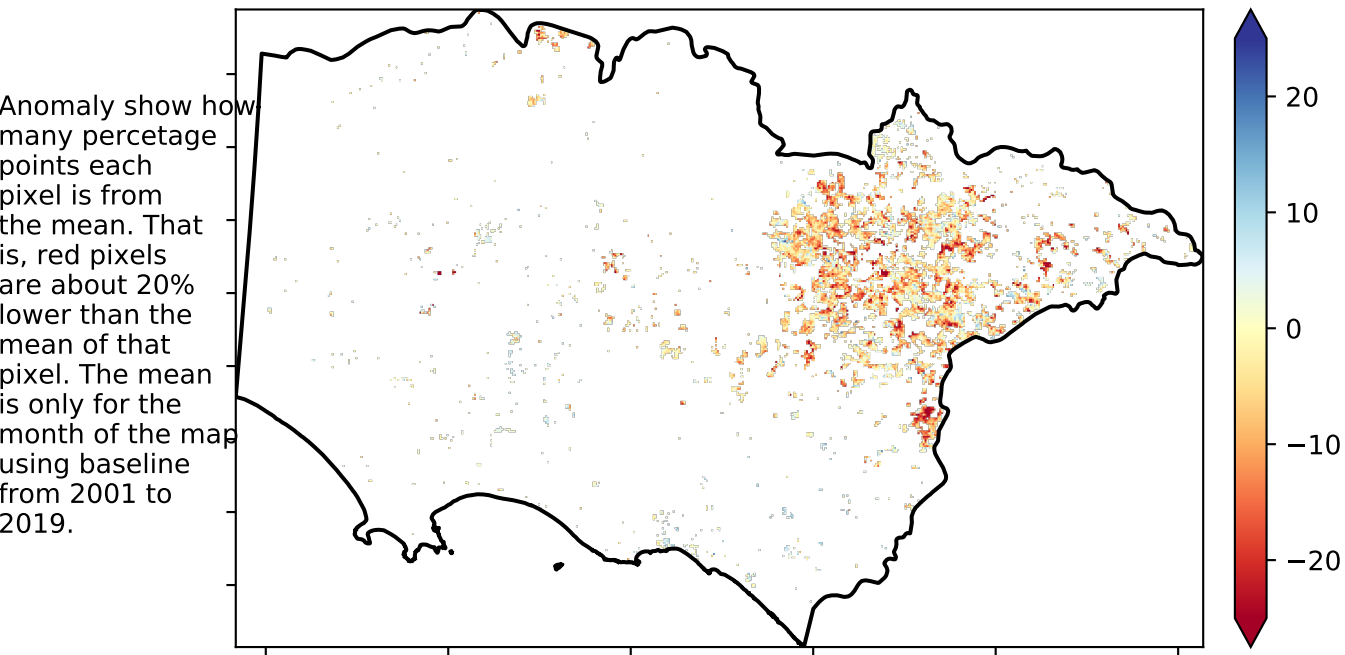 Anomaly show how
many percetage
points each
pixel is from
the mean. That
is, red pixels
are about 20%
lower than the
mean of that
pixel. The mean
is only for the
month of the map
using baseline
from 2001 to
2019.
20
10
0
−10
−20